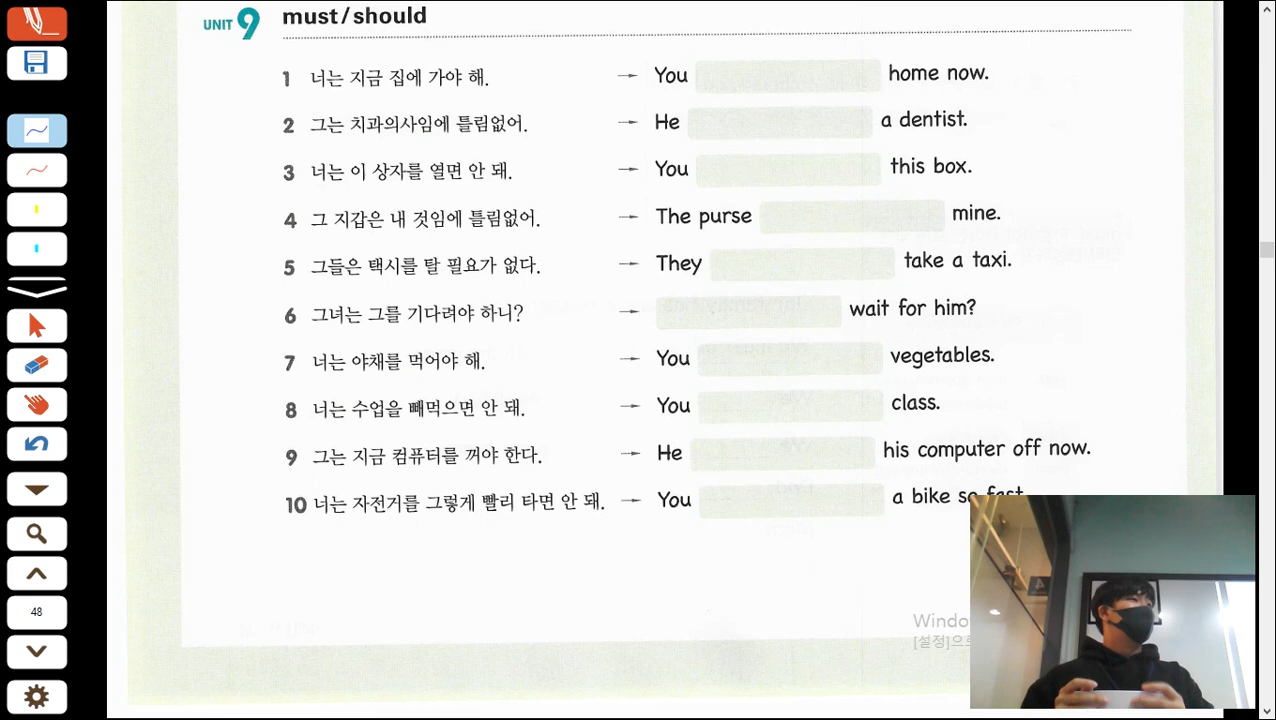 UNIT 9 must/should
1 너는 지금 집에 가야 해. → You home now.
2 그는 치과의사임에 틀림없어. → He a dentist.
3 너는 이 상자를 열면 안 돼. → You this box.
4 그 지갑은 내 것임에 틀림없어. → The purse mine.
5 그들은 택시를 탈 필요가 없다. → They take a taxi.
6 그녀는 그를 기다려야 하니? → wait for him?
7 너는 야채를 먹어야 해. → You vegetables.
8 너는 수업을 빼먹으면 안 돼. → You class.
9 그는 지금 컴퓨터를 꺼야 한다. → He his computer off now.
10 너는 자전거를 그렇게 빨리 타면 안 돼. → You a bike so fast
48
Windo
[설정]으